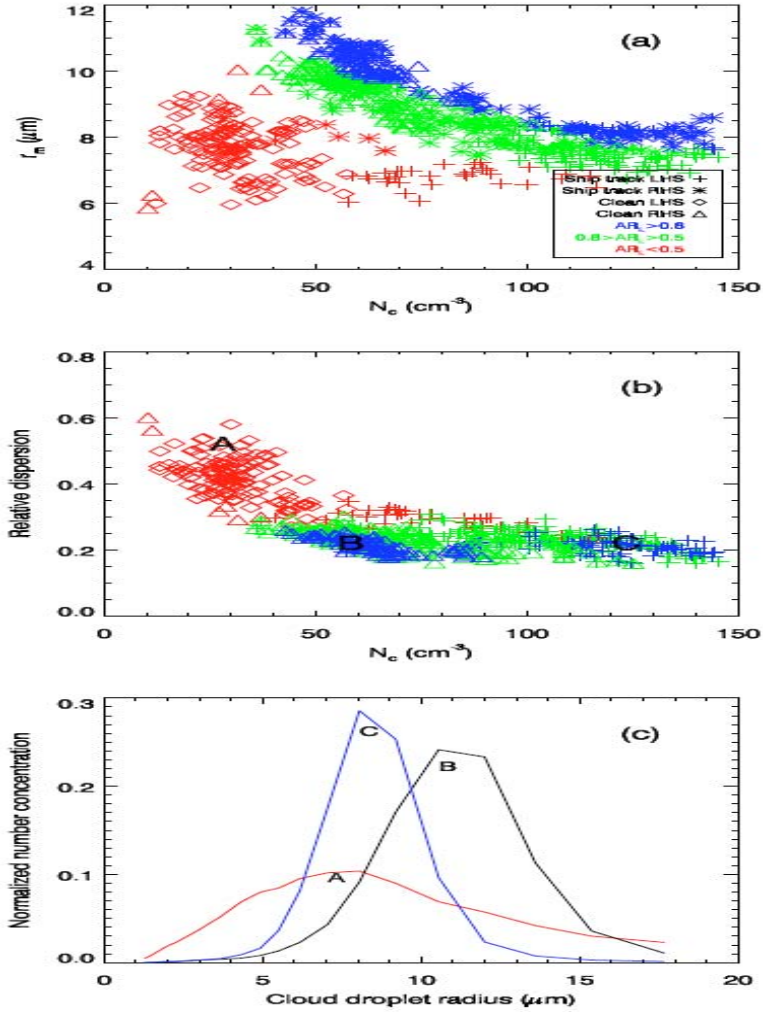 (a)
12
10
8
6
4
r_m (μm)
Ship track LHS +
Ship track RHS ✳
Clean LHS ◇
Clean RHS △
AR_L>0.8
0.8>AR_L>0.5
AR_L<0.5
0 50 100 150
N_c (cm⁻³)
(b)
0.8
0.6
0.4
0.2
0.0
Relative dispersion
A
B
C
0 50 100 150
N_c (cm⁻³)
(c)
0.3
0.2
0.1
0.0
Normalized number concentration
C
B
A
0 5 10 15 20
Cloud droplet radius (μm)